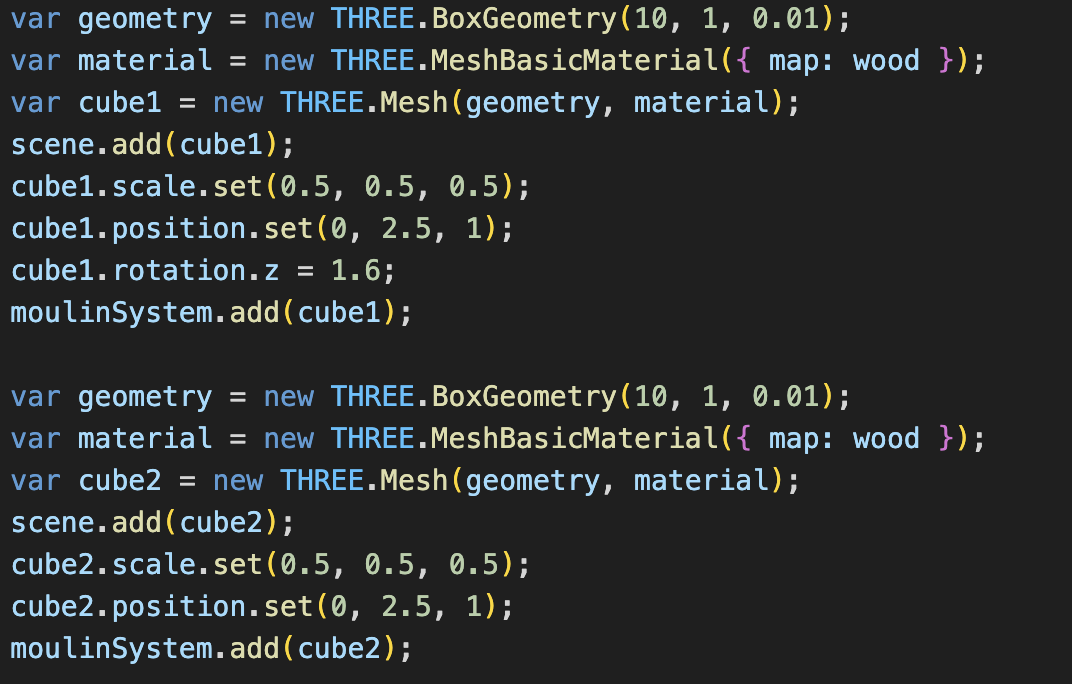 var geometry = new THREE.BoxGeometry(10, 1, 0.01);
var material = new THREE.MeshBasicMaterial({ map: wood });
var cube1 = new THREE.Mesh(geometry, material);
scene.add(cube1);
cube1.scale.set(0.5, 0.5, 0.5);
cube1.position.set(0, 2.5, 1);
cube1.rotation.z = 1.6;
moulinSystem.add(cube1);

var geometry = new THREE.BoxGeometry(10, 1, 0.01);
var material = new THREE.MeshBasicMaterial({ map: wood });
var cube2 = new THREE.Mesh(geometry, material);
scene.add(cube2);
cube2.scale.set(0.5, 0.5, 0.5);
cube2.position.set(0, 2.5, 1);
moulinSystem.add(cube2);